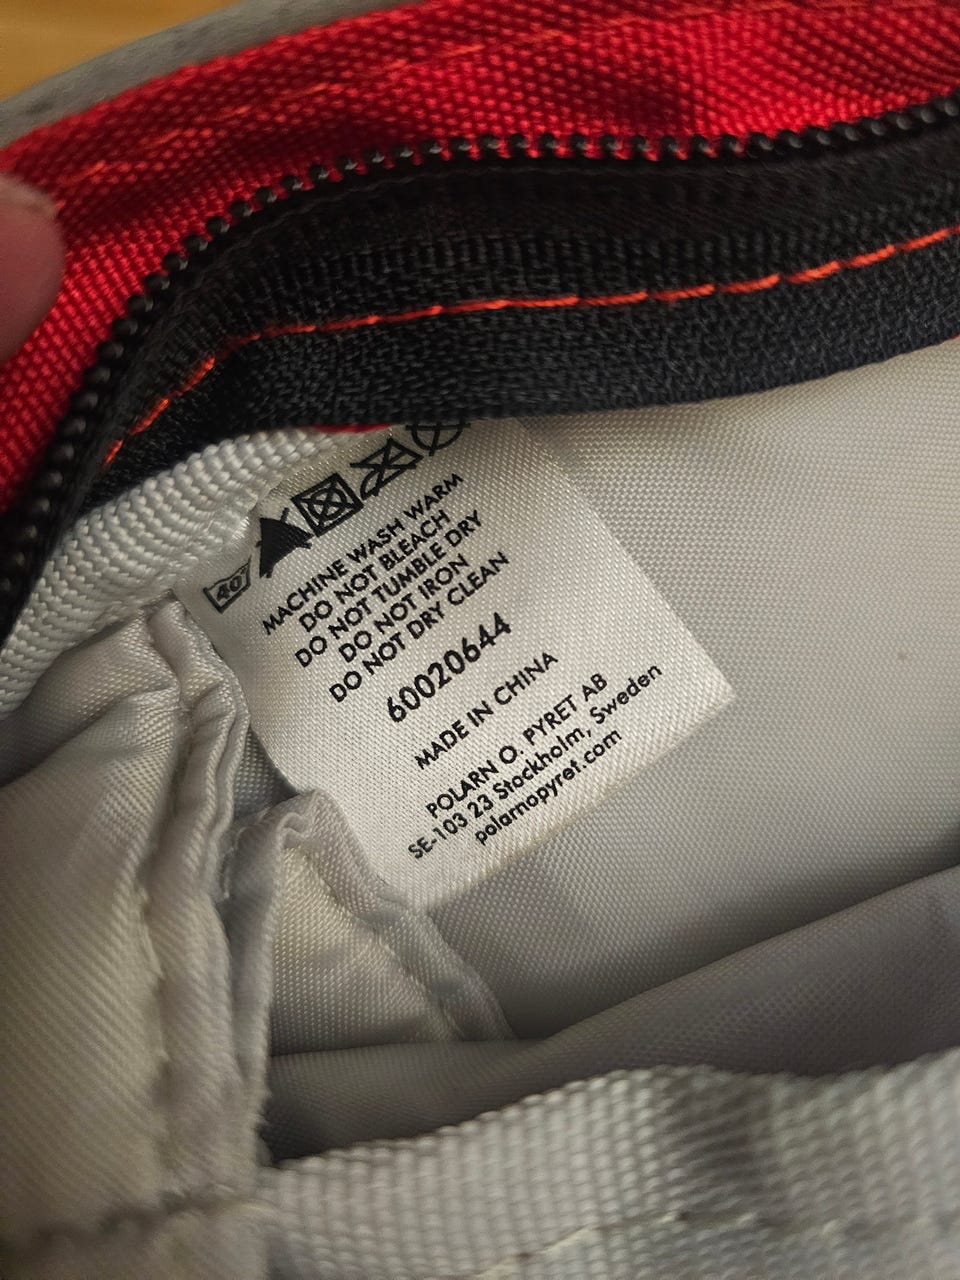 40°
MACHINE WASH WARM
DO NOT BLEACH
DO NOT TUMBLE DRY
DO NOT IRON
DO NOT DRY CLEAN
60020644
MADE IN CHINA
POLARN O. PYRET AB
SE-103 23 Stockholm, Sweden
polarnopyret.com